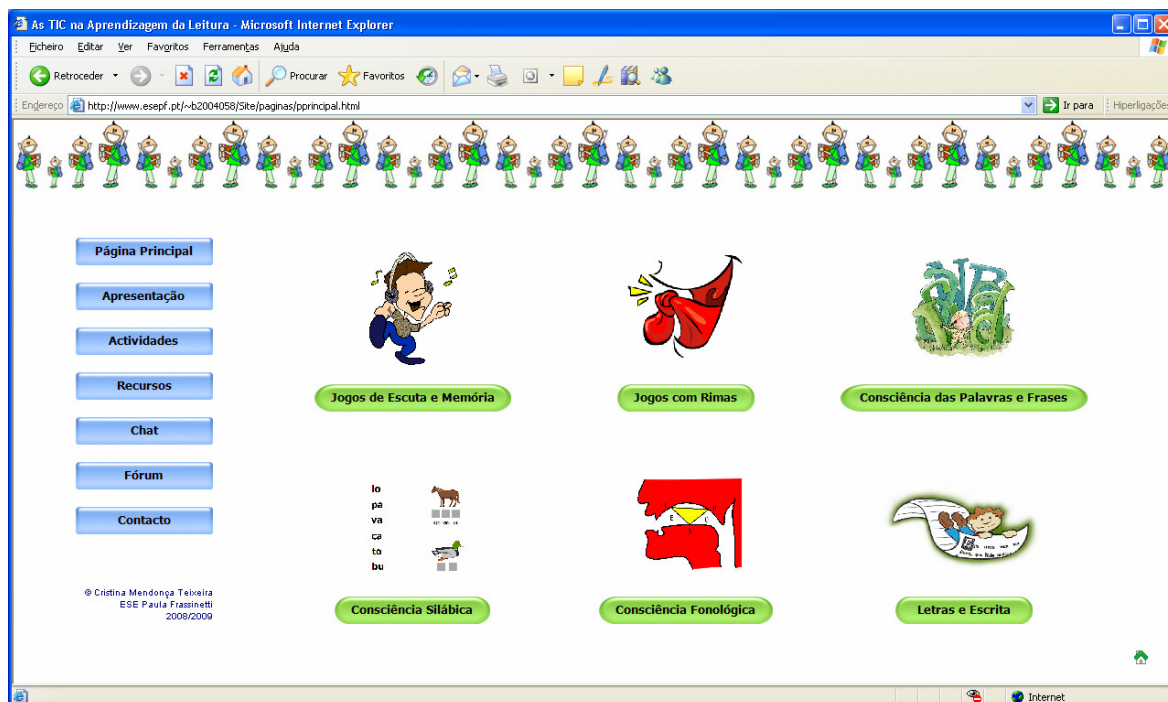 As TIC na Aprendizagem da Leitura - Microsoft Internet Explorer
Ficheiro Editar Ver Favoritos Ferramentas Ajuda
Retroceder Procurar Favoritos
Endereço http://www.esepf.pt/~b2004058/Site/paginas/pprincipal.html Ir para Hiperligações
Página Principal
Apresentação
Actividades
Recursos
Chat
Fórum
Contacto
© Cristina Mendonça Teixeira
ESE Paula Frassinetti
2008/2009
Jogos de Escuta e Memória
Jogos com Rimas
Consciência das Palavras e Frases
lo
pa
va
ca
to
bu
Consciência Silábica
Consciência Fonológica
Letras e Escrita
Internet